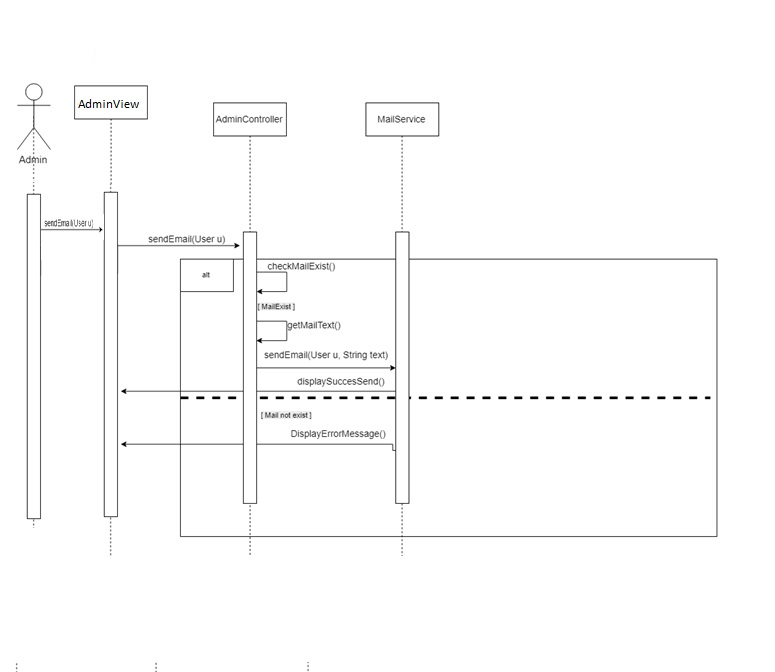 AdminView
AdminController
MailService
Admin
sendEmail(User u)
sendEmail(User u)
checkMailExist()
alt
[ MailExist ]
getMailText()
sendEmail(User u, String text)
displaySuccesSend()
[ Mail not exist ]
DisplayErrorMessage()